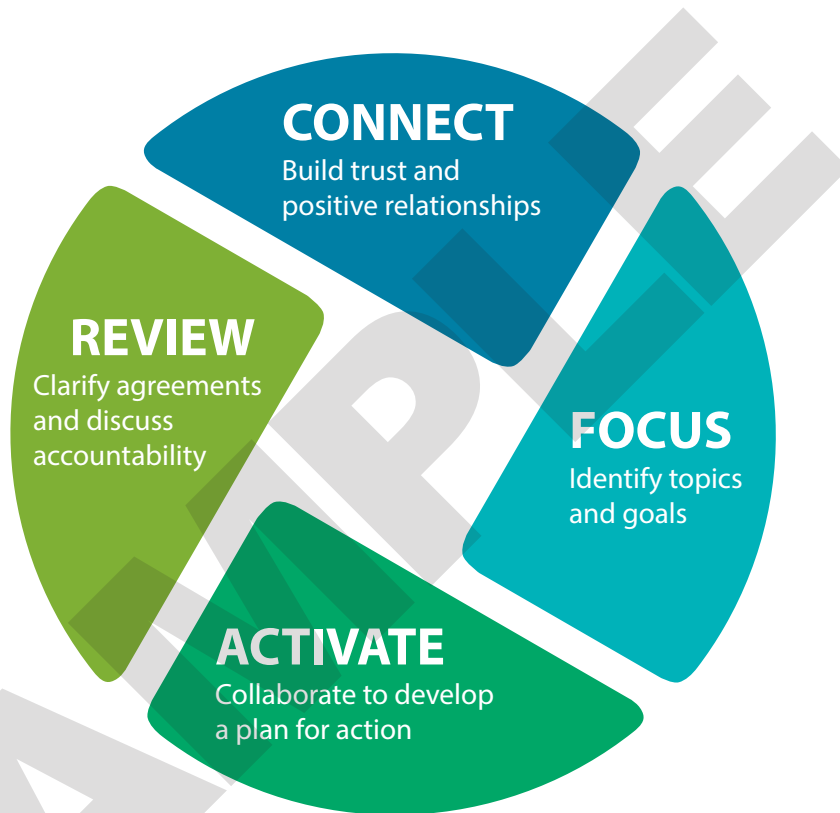 CONNECT
Build trust and
positive relationships
FOCUS
Identify topics
and goals
ACTIVATE
Collaborate to develop
a plan for action
REVIEW
Clarify agreements
and discuss
accountability
AMPLE